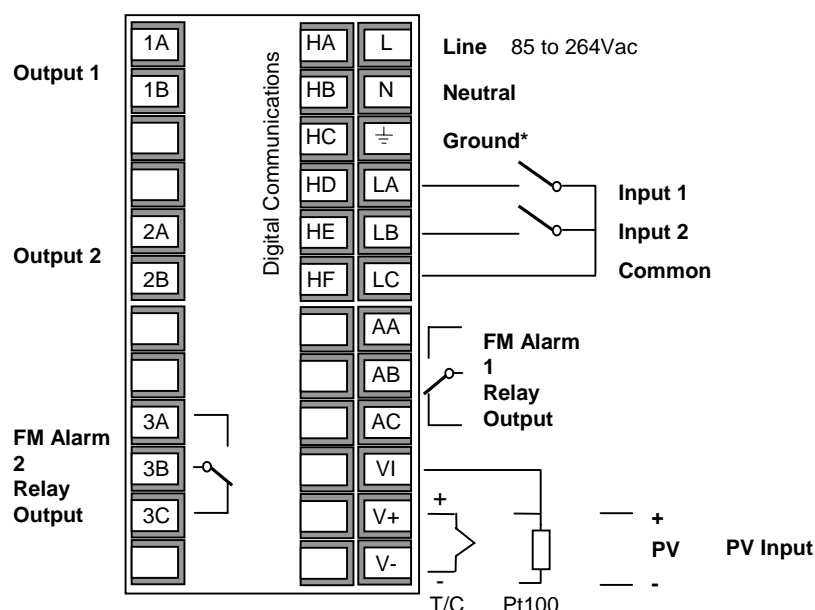 Output 1
1A
1B
2A
2B
Output 2
3A
3B
3C
FM Alarm
2
Relay
Output
Digital Communications
HA
HB
HC
HD
HE
HF
L
N
LA
LB
LC
AA
AB
AC
VI
V+
V-
Line 85 to 264Vac
Neutral
Ground*
Input 1
Input 2
Common
FM Alarm
1
Relay
Output
+
-
T/C
Pt100
+
PV
-
PV Input